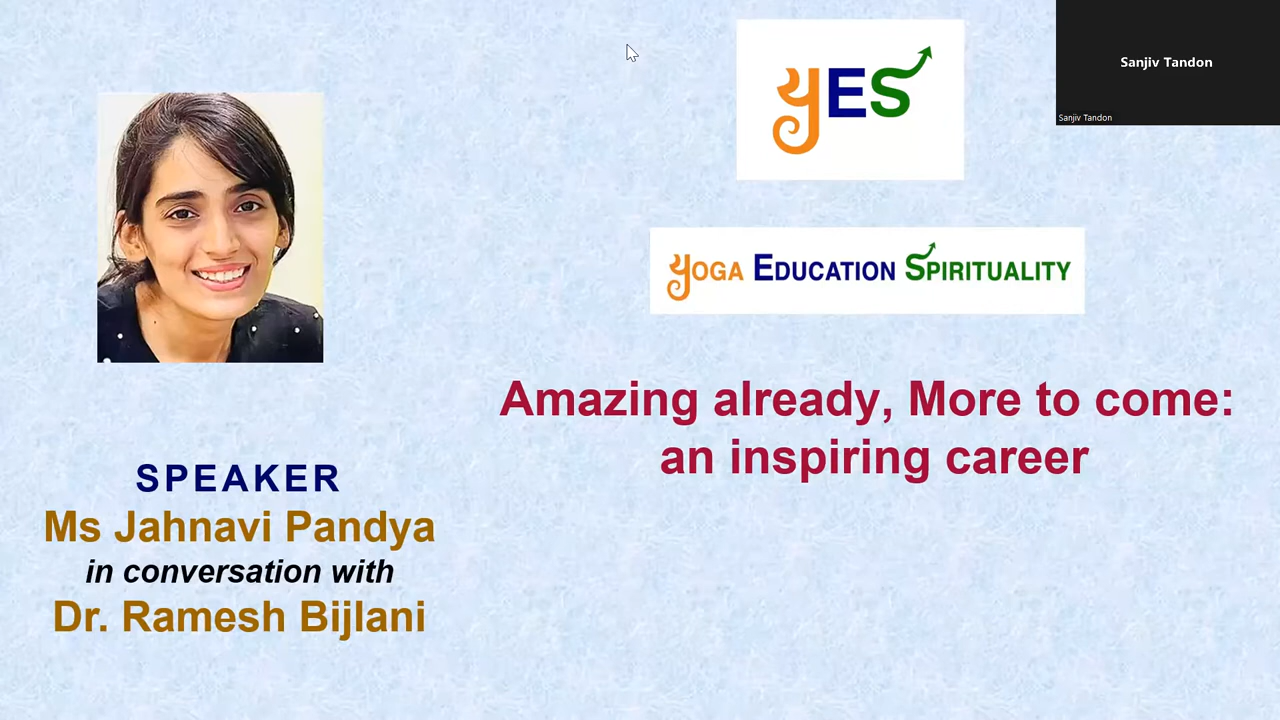 yES
Sanjiv Tandon
Sanjiv Tandon
yOGA EDUCATION SPIRITUALITY
Amazing already, More to come:
an inspiring career
SPEAKER
Ms Jahnavi Pandya
in conversation with
Dr. Ramesh Bijlani